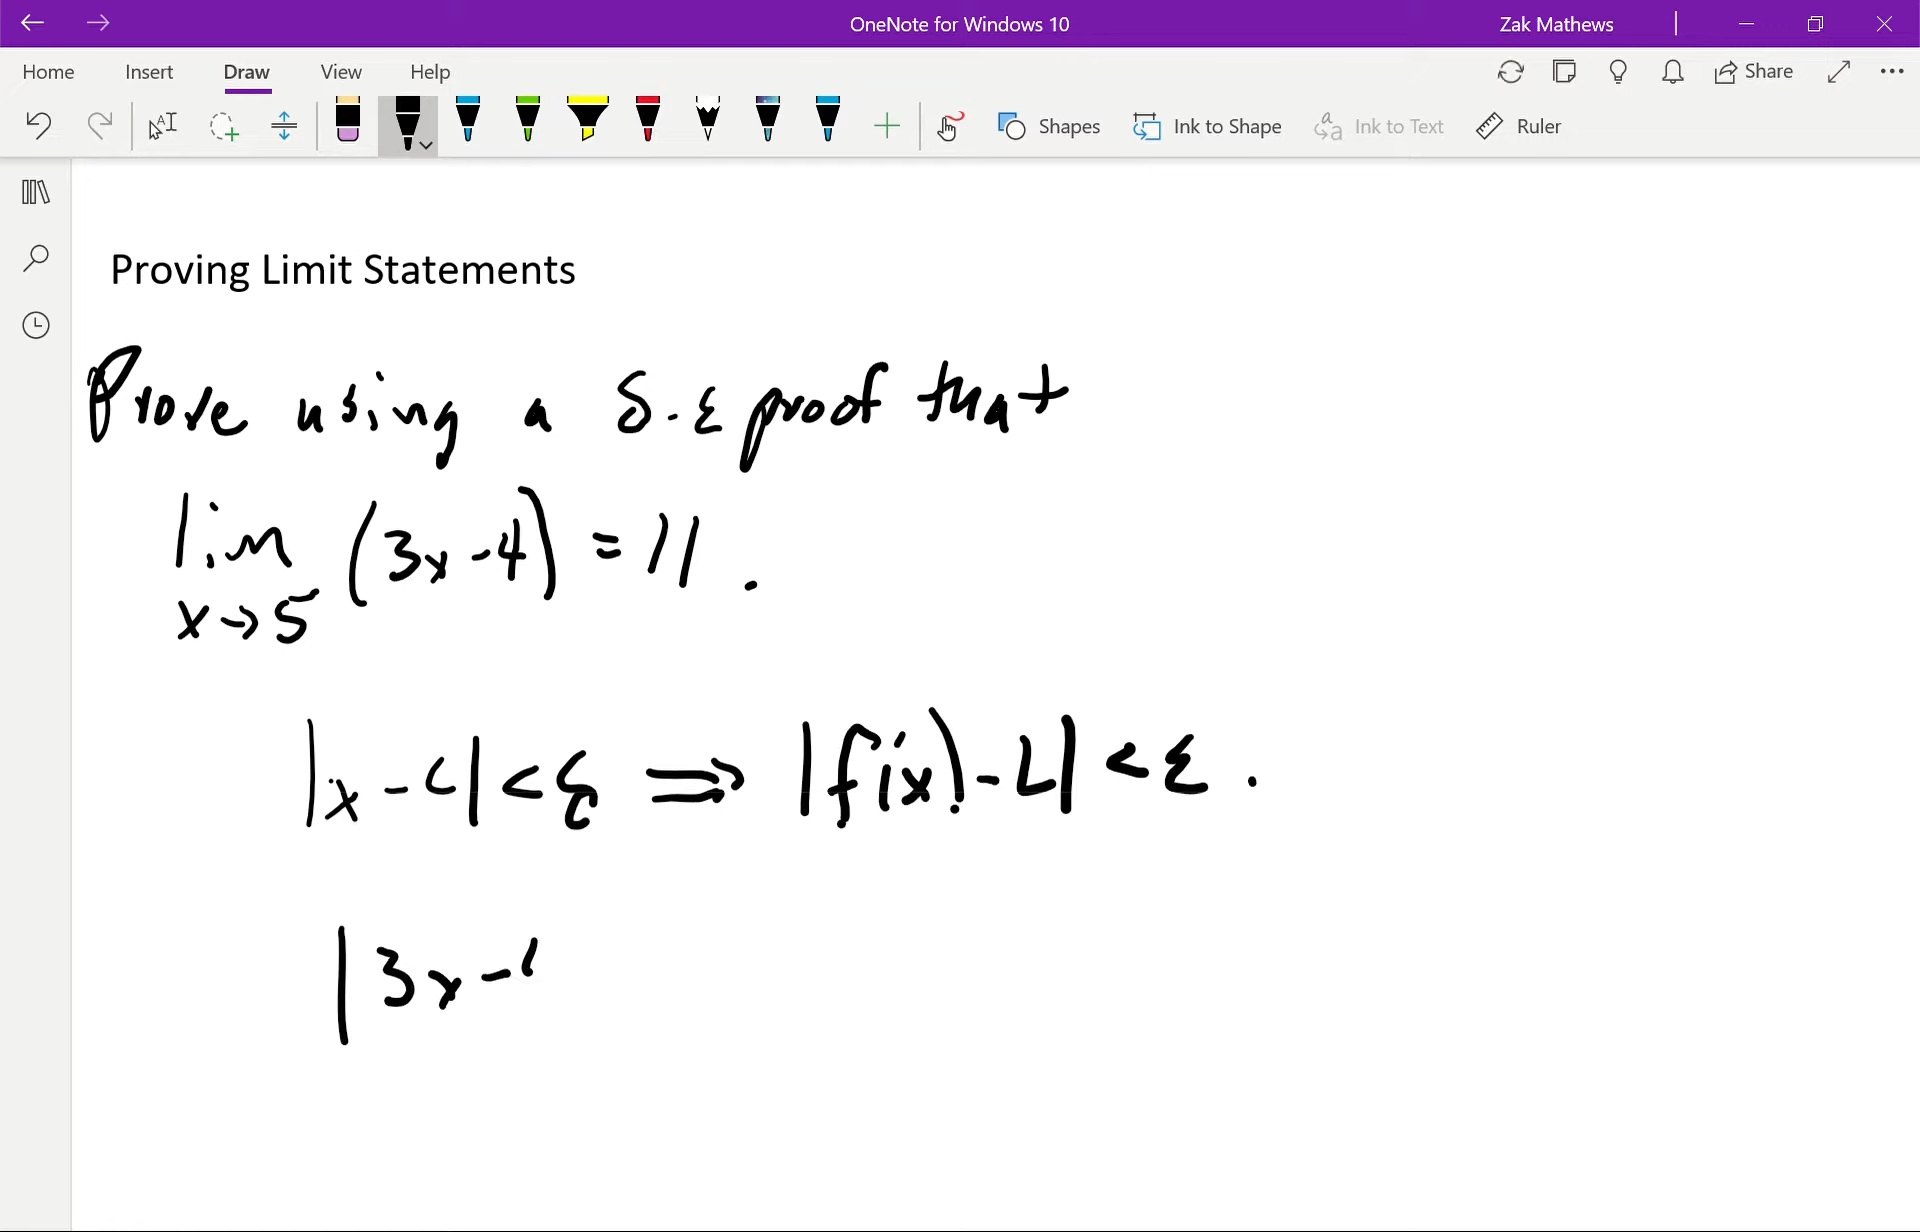 OneNote for Windows 10
Zak Mathews
Home Insert Draw View Help
Share
Shapes Ink to Shape Ink to Text Ruler
Proving Limit Statements
Prove using a δ-ε proof that
lim (3x-4) = 11.
x→5
|x-c| < δ ⟹ |f(x)-L| < ε.
|3x-